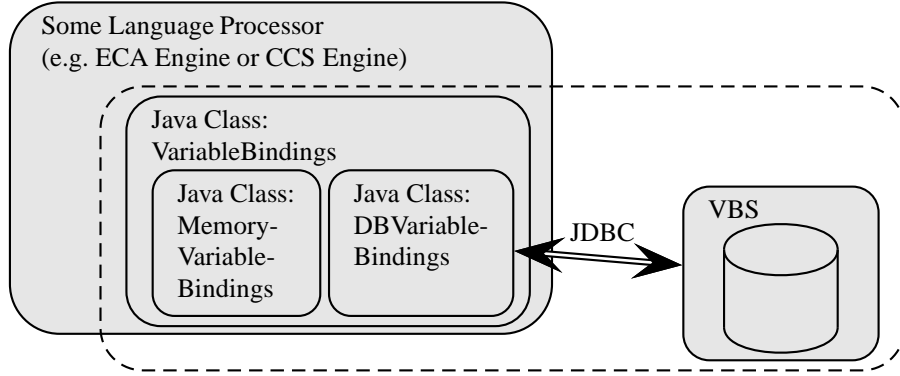 Some Language Processor
(e.g. ECA Engine or CCS Engine)
Java Class:
VariableBindings
Java Class:
Memory-
Variable-
Bindings
Java Class:
DBVariable-
Bindings
JDBC
VBS